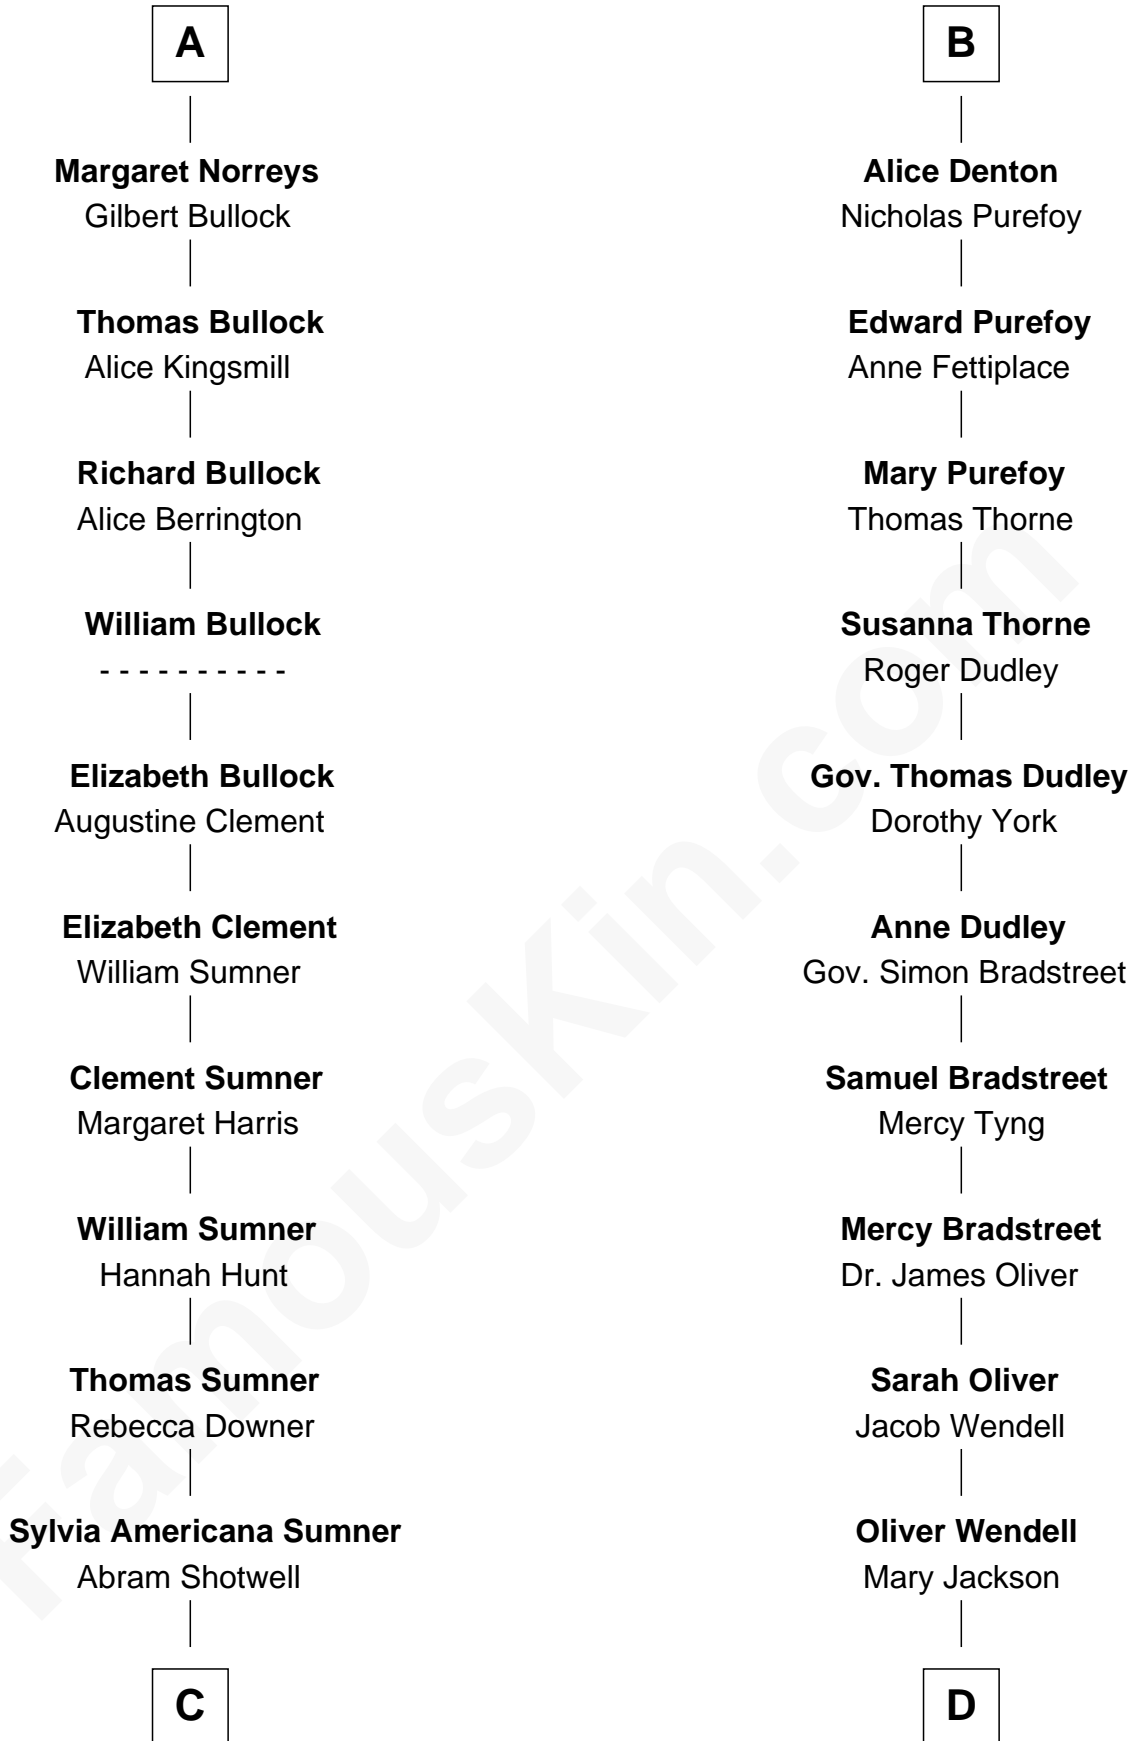 A
Margaret Norreys
Gilbert Bullock
Thomas Bullock
Alice Kingsmill
Richard Bullock
Alice Berrington
William Bullock
- - - - - - - - - -
Elizabeth Bullock
Augustine Clement
Elizabeth Clement
William Sumner
Clement Sumner
Margaret Harris
William Sumner
Hannah Hunt
Thomas Sumner
Rebecca Downer
Sylvia Americana Sumner
Abram Shotwell
C
B
Alice Denton
Nicholas Purefoy
Edward Purefoy
Anne Fettiplace
Mary Purefoy
Thomas Thorne
Susanna Thorne
Roger Dudley
Gov. Thomas Dudley
Dorothy York
Anne Dudley
Gov. Simon Bradstreet
Samuel Bradstreet
Mercy Tyng
Mercy Bradstreet
Dr. James Oliver
Sarah Oliver
Jacob Wendell
Oliver Wendell
Mary Jackson
D
FamousKin.com